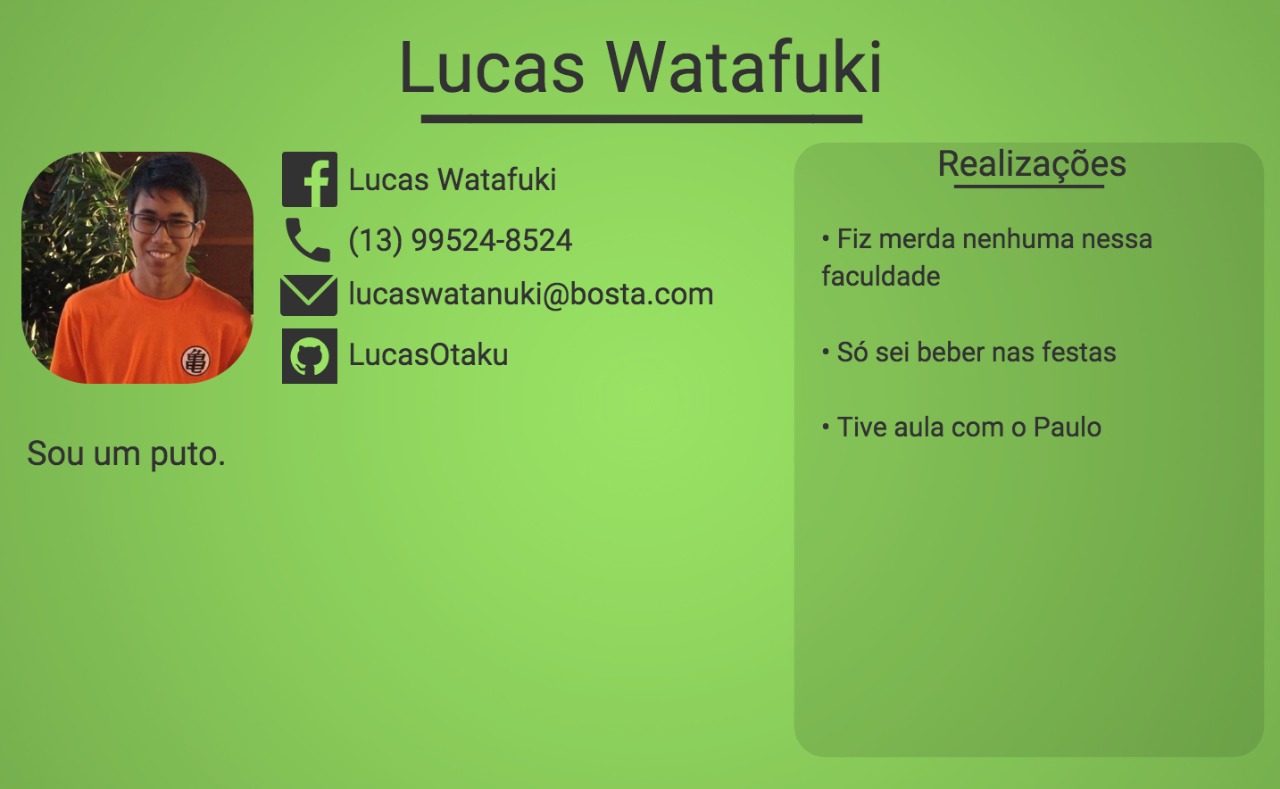 Lucas Watafuki
Lucas Watafuki
(13) 99524-8524
lucaswatanuki@bosta.com
LucasOtaku
Sou um puto.
Realizações
• Fiz merda nenhuma nessa
faculdade
• Só sei beber nas festas
• Tive aula com o Paulo
亀